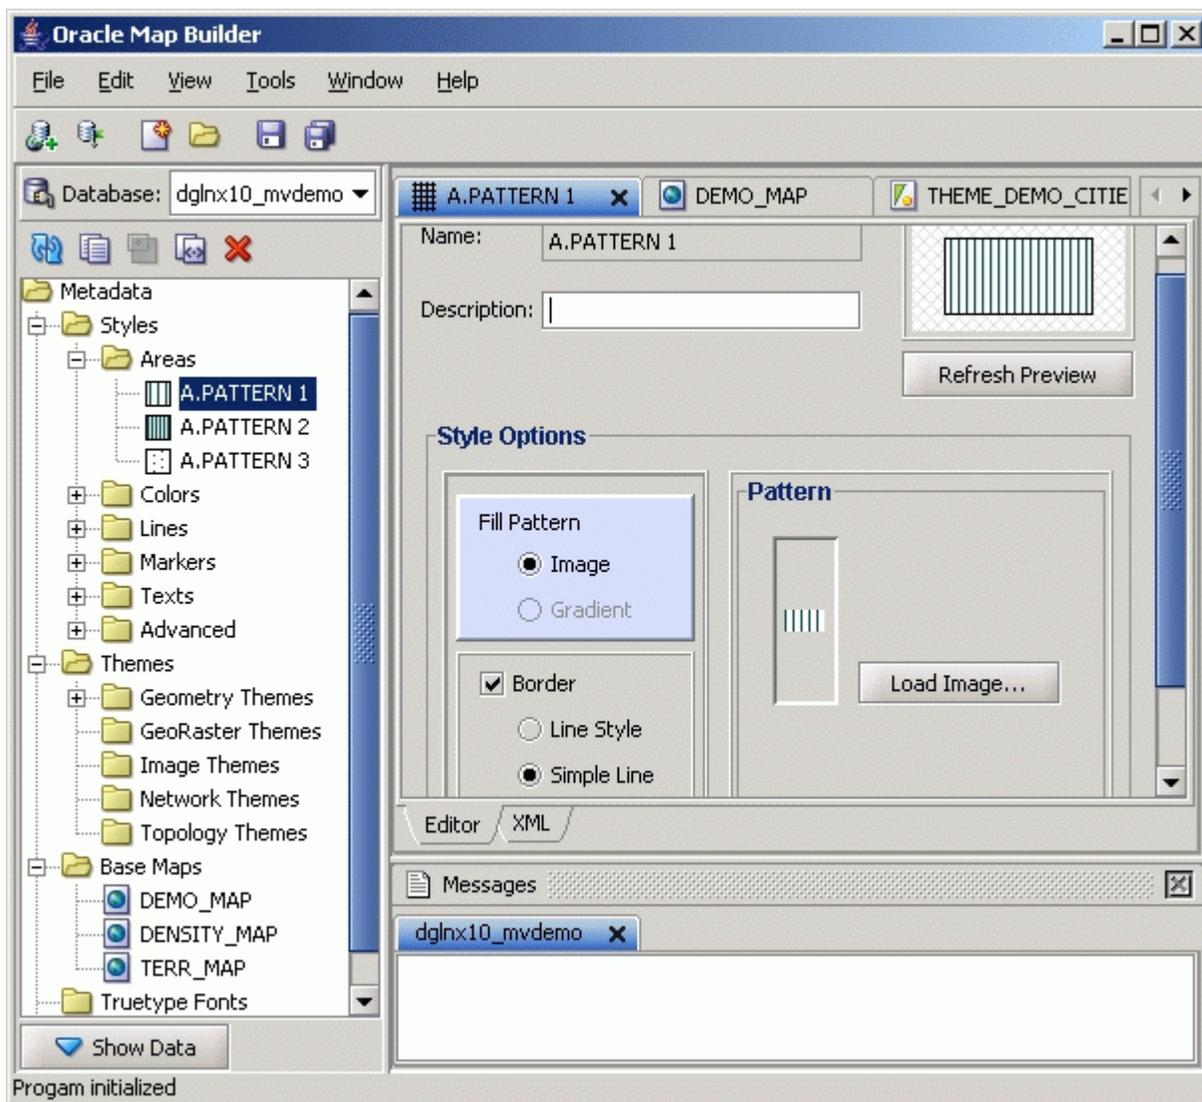 Oracle Map Builder
File Edit View Tools Window Help
Database: dglnx10_mvdemo
Metadata
Styles
Areas
A.PATTERN 1
A.PATTERN 2
A.PATTERN 3
Colors
Lines
Markers
Texts
Advanced
Themes
Geometry Themes
GeoRaster Themes
Image Themes
Network Themes
Topology Themes
Base Maps
DEMO_MAP
DENSITY_MAP
TERR_MAP
Truetype Fonts
Show Data
A.PATTERN 1 DEMO_MAP THEME_DEMO_CITIE
Name: A.PATTERN 1
Description:
Refresh Preview
Style Options
Fill Pattern
Image
Gradient
Border
Line Style
Simple Line
Pattern
Load Image...
Editor XML
Messages
dglnx10_mvdemo
Progam initialized